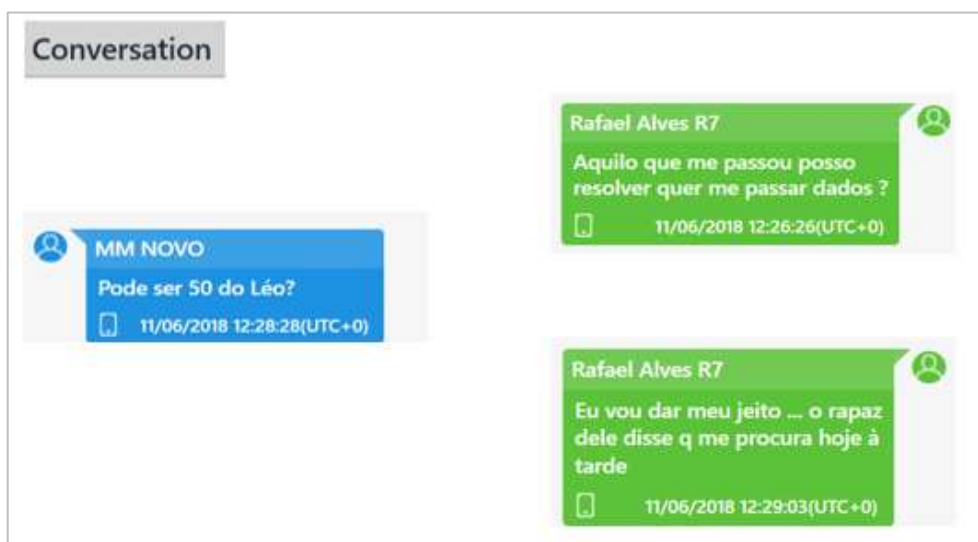 Conversation
Rafael Alves R7
Aquilo que me passou posso
resolver quer me passar dados ?
11/06/2018 12:26:26(UTC+0)
MM NOVO
Pode ser 50 do Léo?
11/06/2018 12:28:28(UTC+0)
Rafael Alves R7
Eu vou dar meu jeito ... o rapaz
dele disse q me procura hoje à
tarde
11/06/2018 12:29:03(UTC+0)